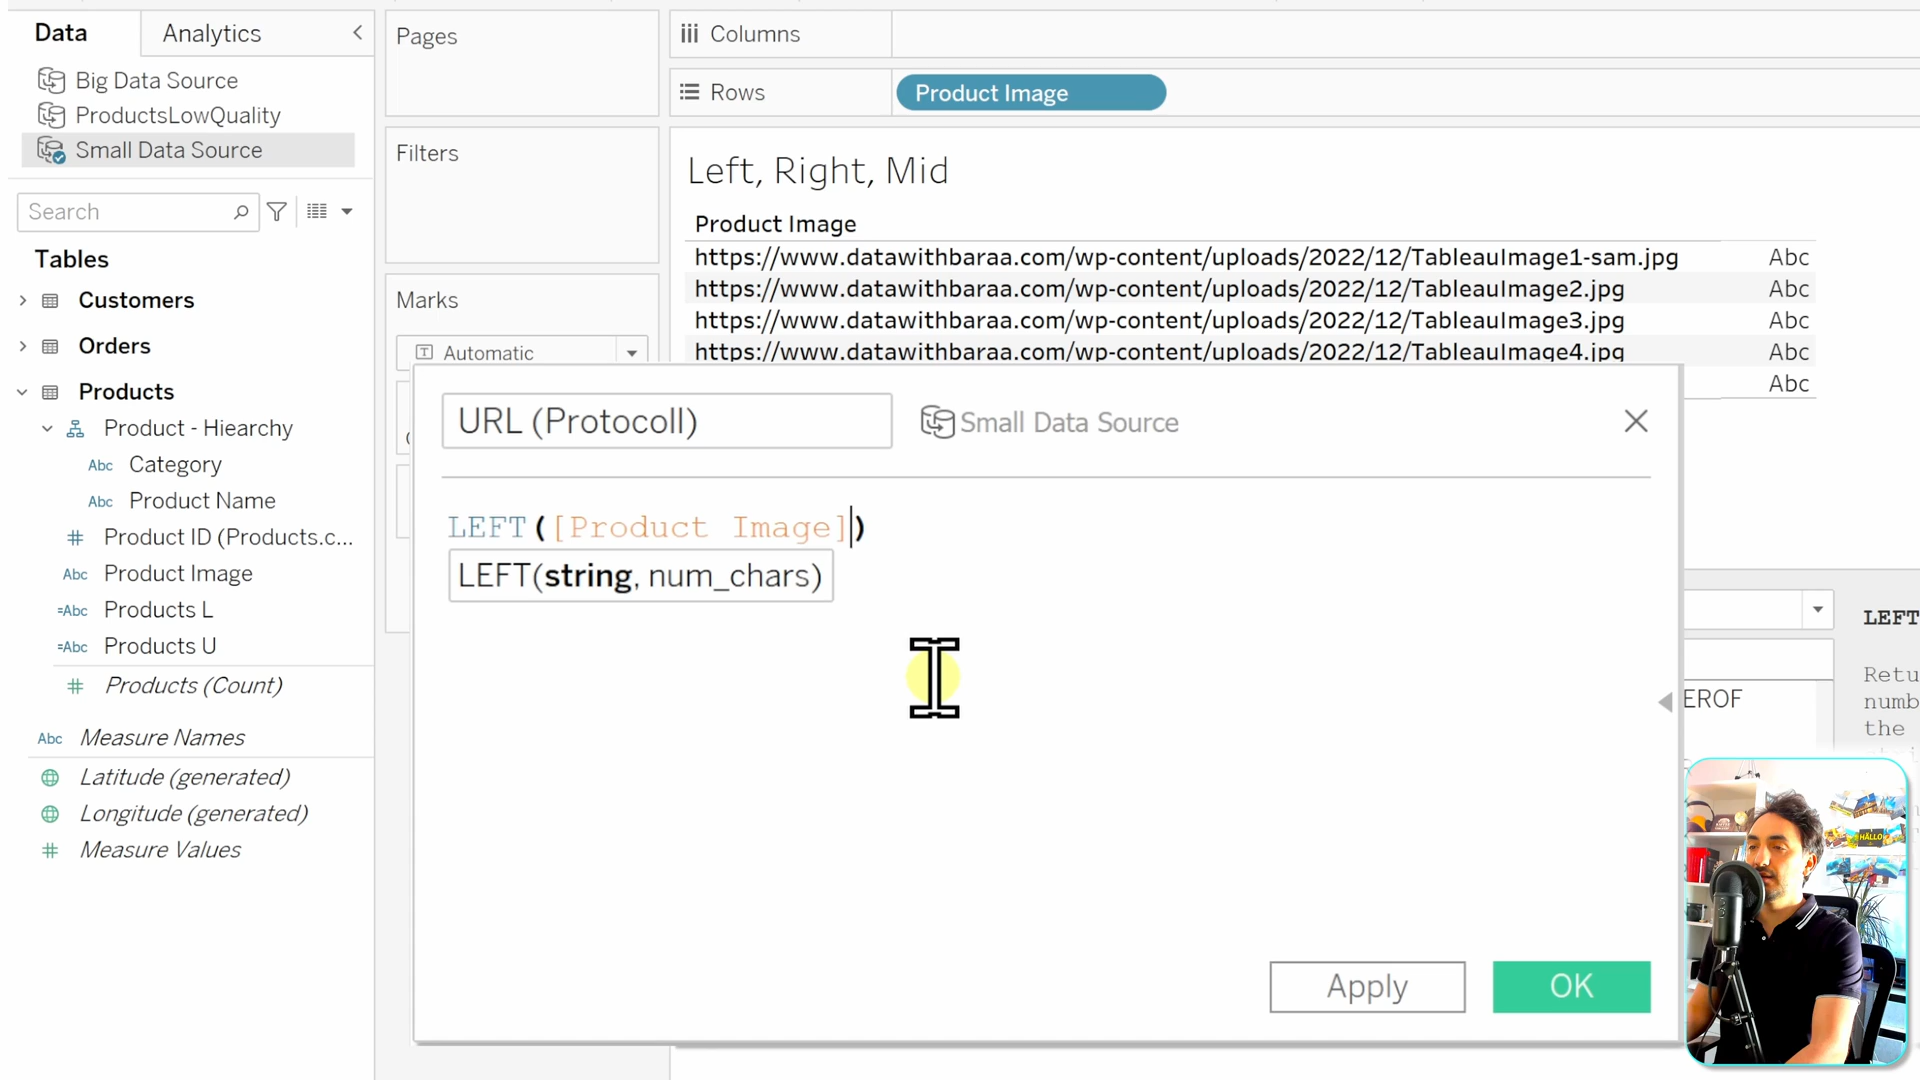 Data
Analytics
Big Data Source
ProductsLowQuality
Small Data Source
Search
Tables
Customers
Orders
Products
Product - Hiearchy
Abc Category
Abc Product Name
Product ID (Products.c...
Abc Product Image
=Abc Products L
=Abc Products U
Products (Count)
Abc Measure Names
Latitude (generated)
Longitude (generated)
Measure Values
Pages
Filters
Marks
Automatic
Columns
Rows
Product Image
Left, Right, Mid
Product Image
https://www.datawithbaraa.com/wp-content/uploads/2022/12/TableauImage1-sam.jpg Abc
https://www.datawithbaraa.com/wp-content/uploads/2022/12/TableauImage2.jpg Abc
https://www.datawithbaraa.com/wp-content/uploads/2022/12/TableauImage3.jpg Abc
https://www.datawithbaraa.com/wp-content/uploads/2022/12/TableauImage4.jpg Abc
Abc
URL (Protocoll)
Small Data Source
LEFT([Product Image])
LEFT(string, num_chars)
Apply
OK
LEFT
Retu
numb
the
EROF
HALLO